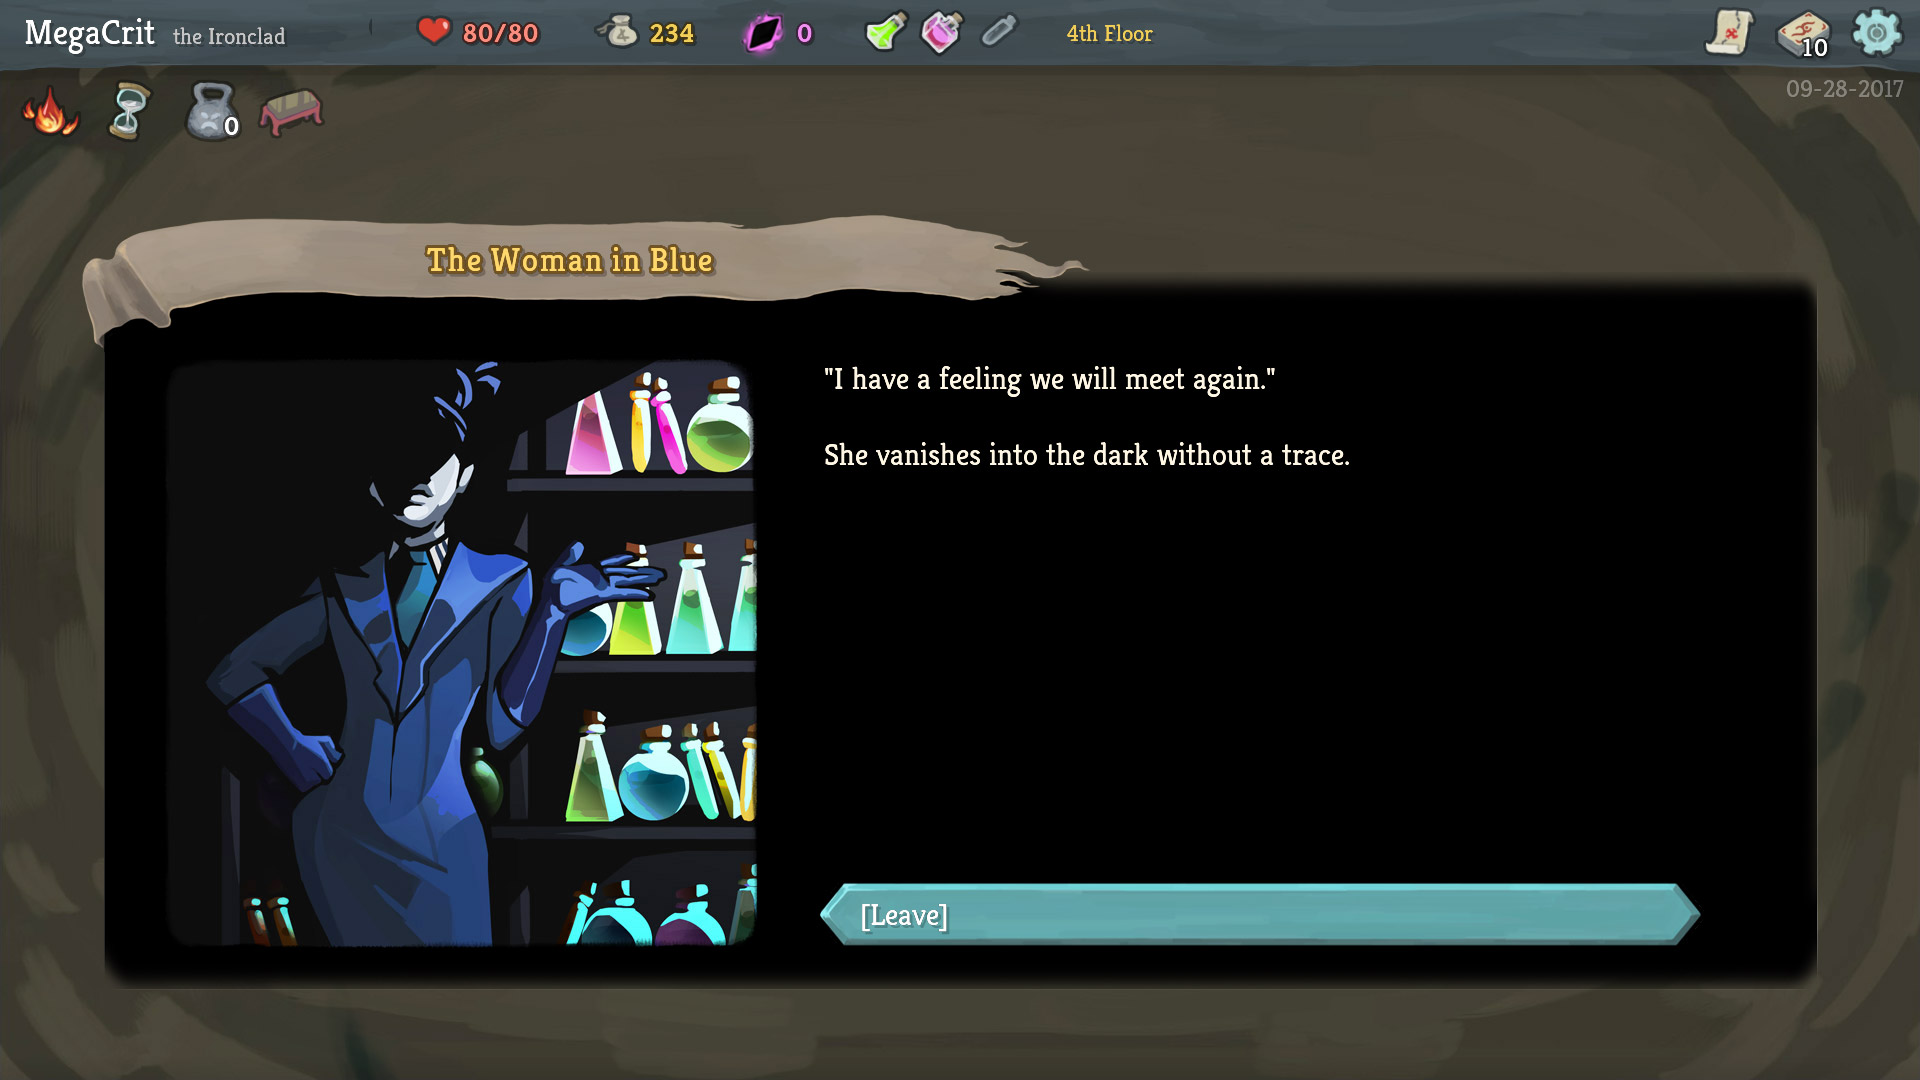 MegaCrit the Ironclad 80/80 234 0 4th Floor 10
09-28-2017
0
The Woman in Blue
"I have a feeling we will meet again."
She vanishes into the dark without a trace.
[Leave]